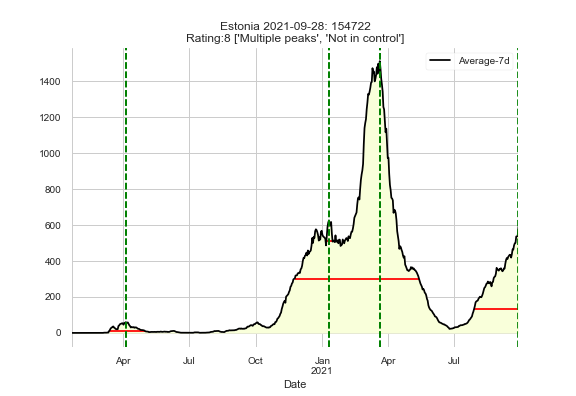 Estonia 2021-09-28: 154722
Rating:8 ['Multiple peaks', 'Not in control']
Average-7d
1400
1200
1000
800
600
400
200
0
Apr
Jul
Oct
Jan
2021
Apr
Jul
Date